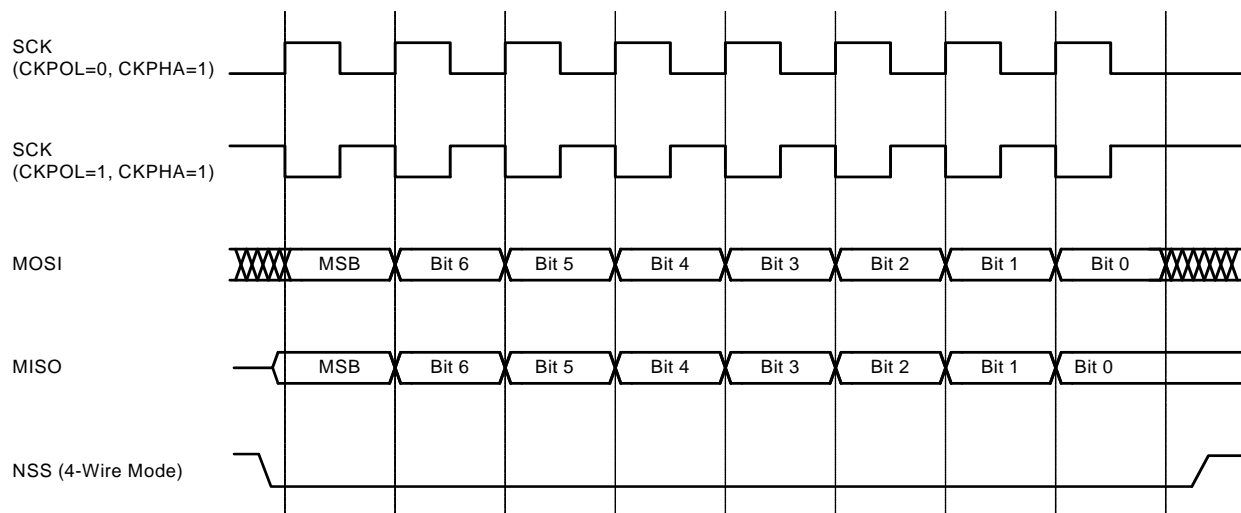 SCK
(CKPOL=0, CKPHA=1)
SCK
(CKPOL=1, CKPHA=1)
MOSI MSB Bit 6 Bit 5 Bit 4 Bit 3 Bit 2 Bit 1 Bit 0
MISO MSB Bit 6 Bit 5 Bit 4 Bit 3 Bit 2 Bit 1 Bit 0
NSS (4-Wire Mode)